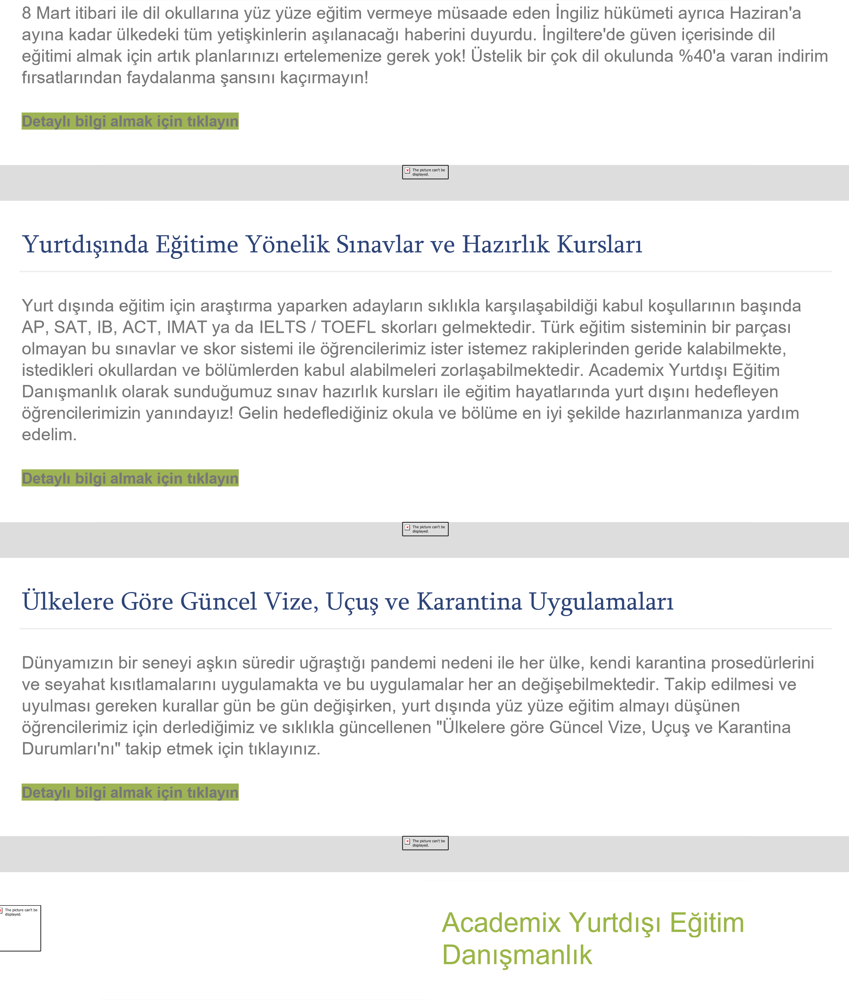 8 Mart itibari ile dil okullarına yüz yüze eğitim vermeye müsaade eden İngiliz hükümeti ayrıca Haziran'a
ayına kadar ülkedeki tüm yetişkinlerin aşılanacağı haberini duyurdu. İngiltere'de güven içerisinde dil
eğitimi almak için artık planlarınızı ertelemenize gerek yok! Üstelik bir çok dil okulunda %40'a varan indirim
fırsatlarından faydalanma şansını kaçırmayın!
Detaylı bilgi almak için tıklayın
The picture can't be
displayed.
Yurtdışında Eğitime Yönelik Sınavlar ve Hazırlık Kursları
Yurt dışında eğitim için araştırma yaparken adayların sıklıkla karşılaşabildiği kabul koşullarının başında
AP, SAT, IB, ACT, IMAT ya da IELTS / TOEFL skorları gelmektedir. Türk eğitim sisteminin bir parçası
olmayan bu sınavlar ve skor sistemi ile öğrencilerimiz ister istemez rakiplerinden geride kalabilmekte,
istedikleri okullardan ve bölümlerden kabul alabilmeleri zorlaşabilmektedir. Academix Yurtdışı Eğitim
Danışmanlık olarak sunduğumuz sınav hazırlık kursları ile eğitim hayatlarında yurt dışını hedefleyen
öğrencilerimizin yanındayız! Gelin hedeflediğiniz okula ve bölüme en iyi şekilde hazırlanmanıza yardım
edelim.
Detaylı bilgi almak için tıklayın
The picture can't be
displayed.
Ülkelere Göre Güncel Vize, Uçuş ve Karantina Uygulamaları
Dünyamızın bir seneyi aşkın süredir uğraştığı pandemi nedeni ile her ülke, kendi karantina prosedürlerini
ve seyahat kısıtlamalarını uygulamakta ve bu uygulamalar her an değişebilmektedir. Takip edilmesi ve
uyulması gereken kurallar gün be gün değişirken, yurt dışında yüz yüze eğitim almayı düşünen
öğrencilerimiz için derlediğimiz ve sıklıkla güncellenen "Ülkelere göre Güncel Vize, Uçuş ve Karantina
Durumları'nı" takip etmek için tıklayınız.
Detaylı bilgi almak için tıklayın
The picture can't be
displayed.
The picture can't be
displayed.
Academix Yurtdışı Eğitim
Danışmanlık